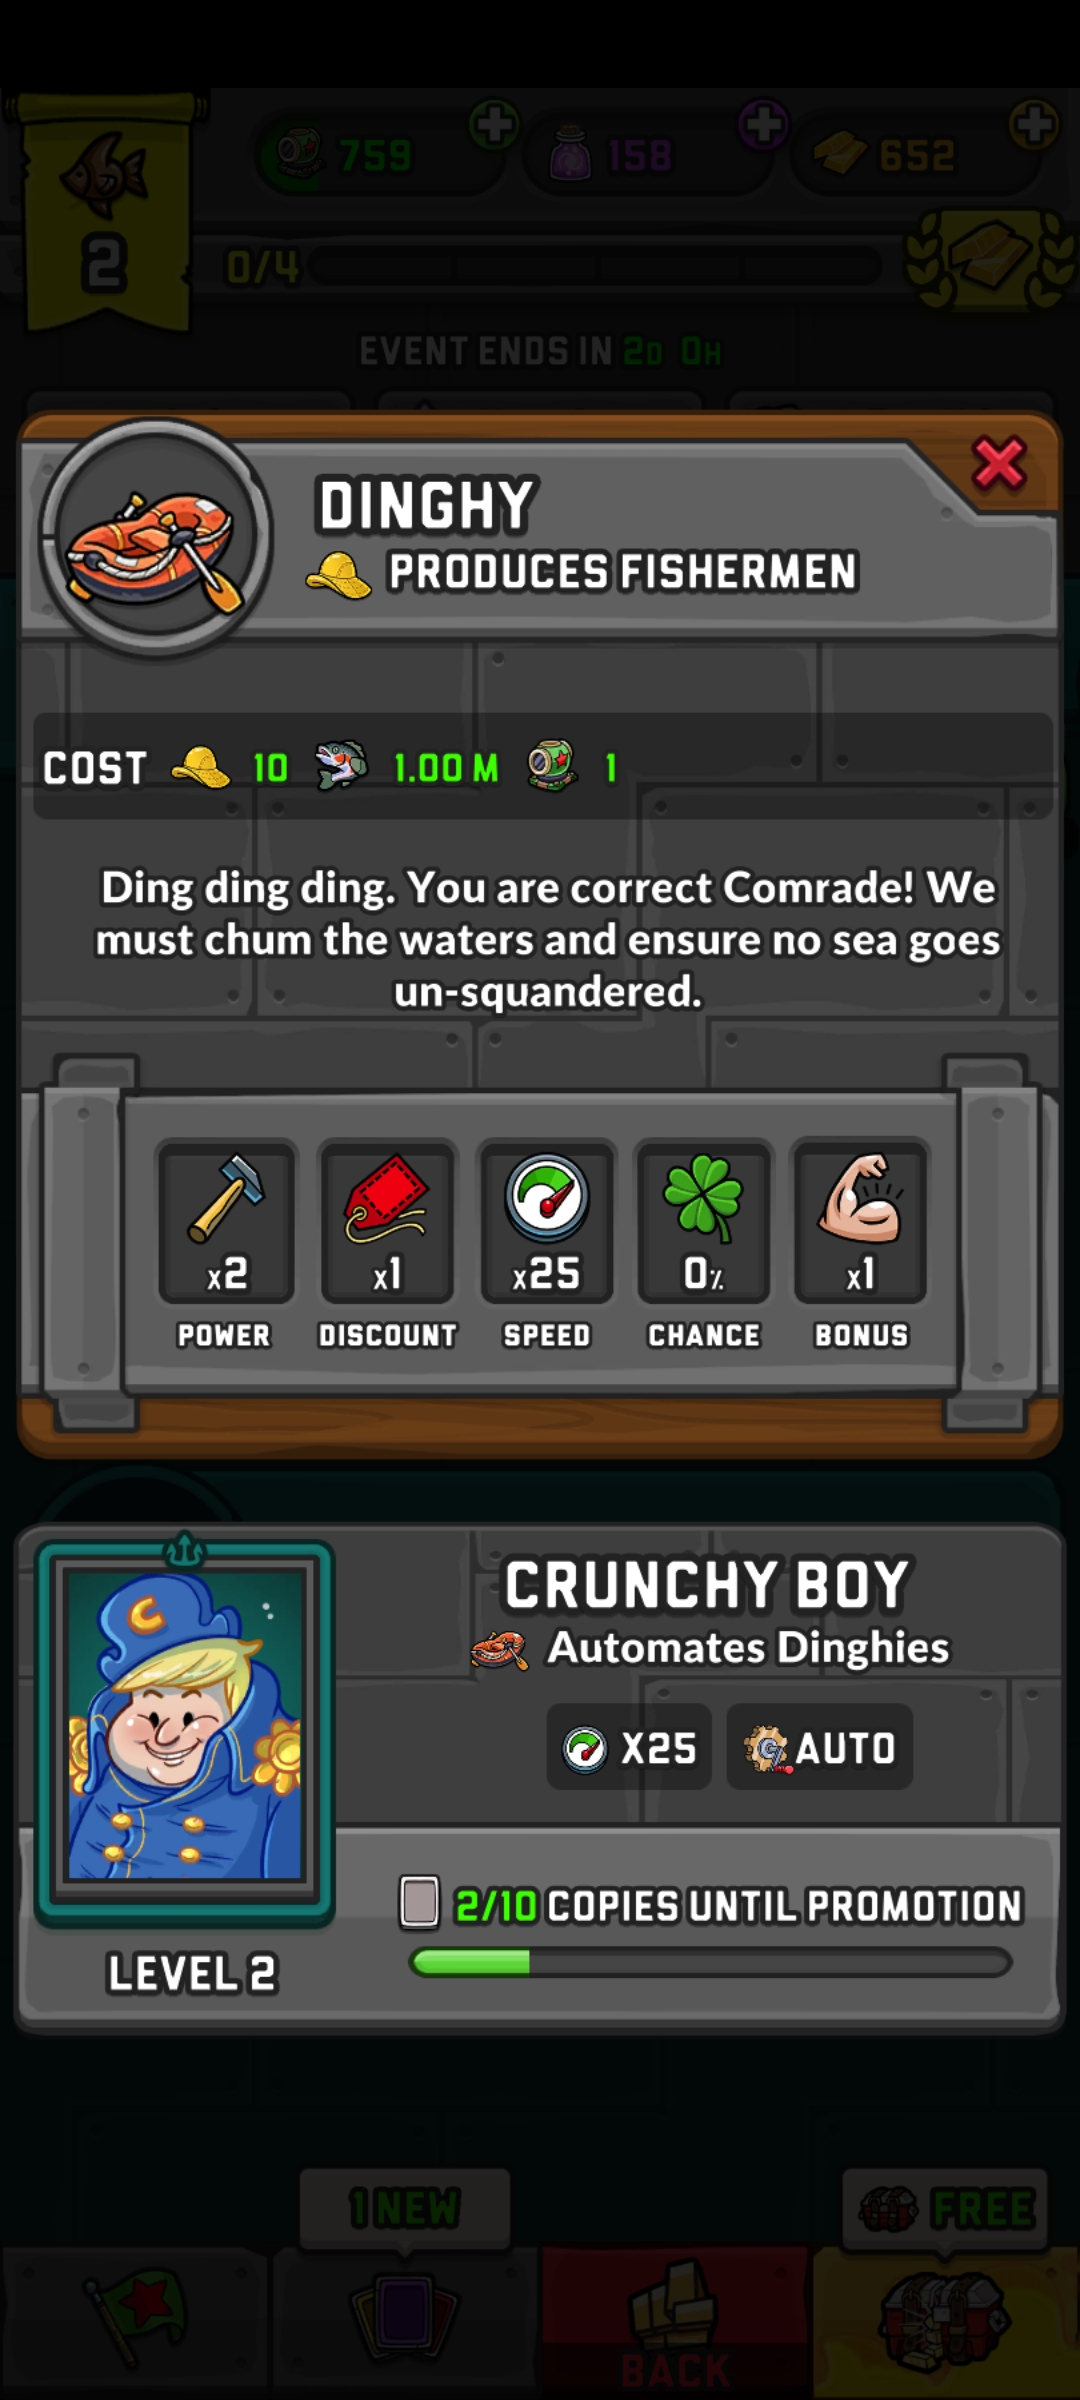 759
158
652
2
0/4
EVENT ENDS IN 2D 0H
DINGHY
PRODUCES FISHERMEN
COST 10 1.00 M 1
Ding ding ding. You are correct Comrade! We
must chum the waters and ensure no sea goes
un-squandered.
x2 x1 x25 0% x1
POWER DISCOUNT SPEED CHANCE BONUS
C
CRUNCHY BOY
Automates Dinghies
X25 AUTO
2/10 COPIES UNTIL PROMOTION
LEVEL 2
1 NEW
FREE
BACK